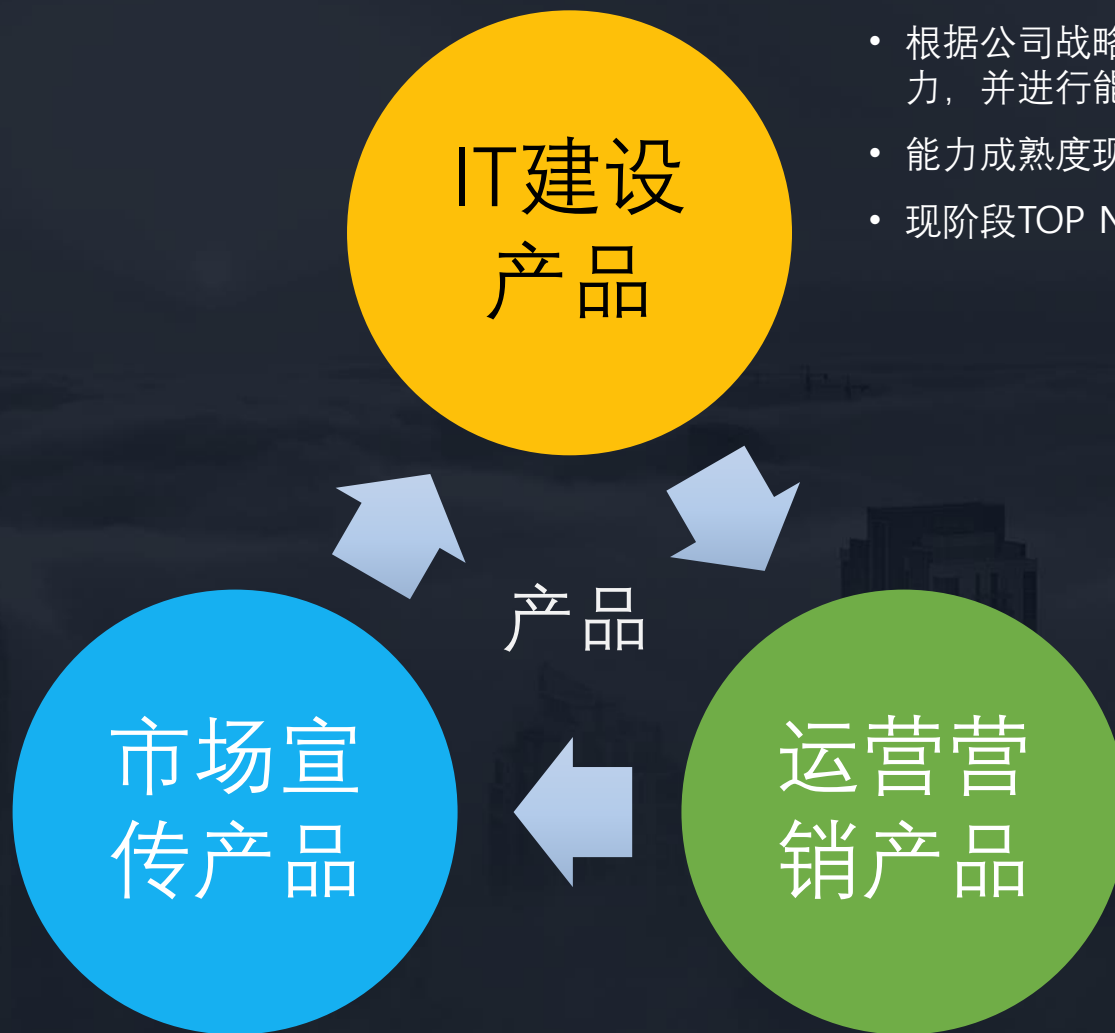 IT建设
产品
• 根据公司战略
力，并进行能
• 能力成熟度现
• 现阶段TOP N
产品
市场宣
传产品
运营营
销产品